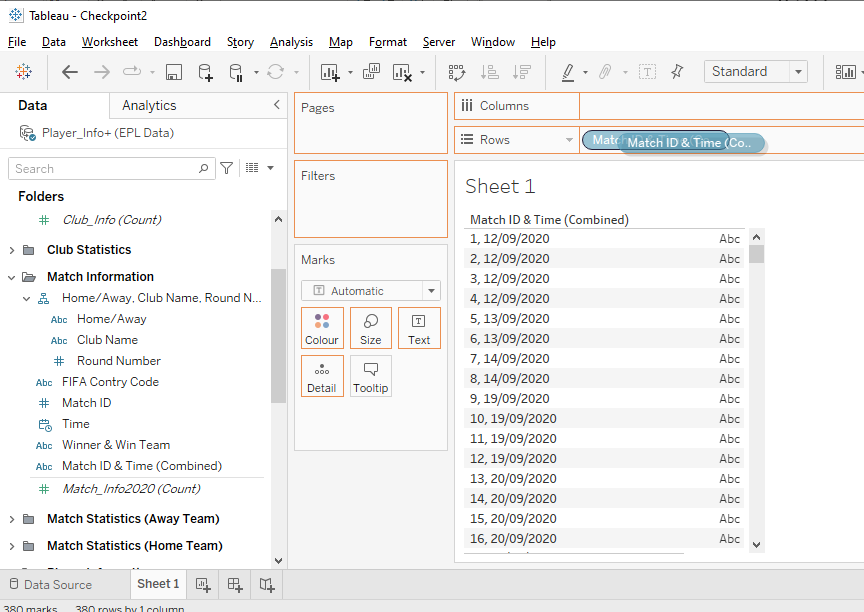 Tableau - Checkpoint2
File Data Worksheet Dashboard Story Analysis Map Format Server Window Help
Standard
Data Analytics
Player_Info+ (EPL Data)
Search
Folders
Club_Info (Count)
Club Statistics
Match Information
Home/Away, Club Name, Round N...
Abc Home/Away
Abc Club Name
Round Number
Abc FIFA Contry Code
Match ID
Time
Abc Winner & Win Team
Abc Match ID & Time (Combined)
Match_Info2020 (Count)
Match Statistics (Away Team)
Match Statistics (Home Team)
Pages
Filters
Marks
Automatic
Colour Size Text
Detail Tooltip
Columns
Rows
Match ID & Time (Co..
Sheet 1
Match ID & Time (Combined)
1, 12/09/2020 Abc
2, 12/09/2020 Abc
3, 12/09/2020 Abc
4, 12/09/2020 Abc
5, 13/09/2020 Abc
6, 13/09/2020 Abc
7, 14/09/2020 Abc
8, 14/09/2020 Abc
9, 19/09/2020 Abc
10, 19/09/2020 Abc
11, 19/09/2020 Abc
12, 19/09/2020 Abc
13, 20/09/2020 Abc
14, 20/09/2020 Abc
15, 20/09/2020 Abc
16, 20/09/2020 Abc
Data Source Sheet 1
380 marks 380 rows by 1 column